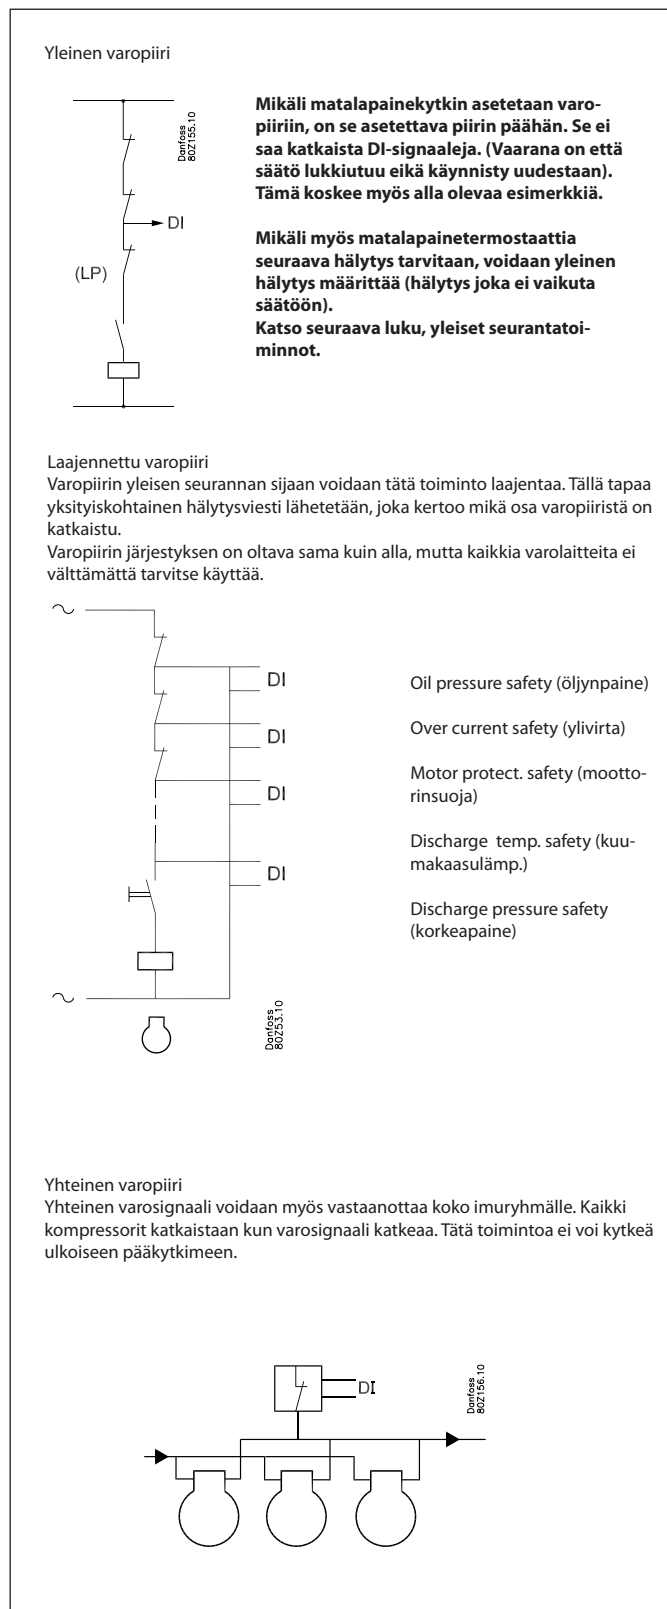 Yleinen varopiiri
Danfoss
80Z155.10
DI
(LP)
Mikäli matalapainekytkin asetetaan varo-
piiriin, on se asetettava piirin päähän. Se ei
saa katkaista DI-signaaleja. (Vaarana on että
säätö lukkiutuu eikä käynnisty uudestaan).
Tämä koskee myös alla olevaa esimerkkiä.
Mikäli myös matalapainetermostaattia
seuraava hälytys tarvitaan, voidaan yleinen
hälytys määrittää (hälytys joka ei vaikuta
säätöön).
Katso seuraava luku, yleiset seurantatoi-
minnot.
Laajennettu varopiiri
Varopiirin yleisen seurannan sijaan voidaan tätä toiminto laajentaa. Tällä tapaa
yksityiskohtainen hälytysviesti lähetetään, joka kertoo mikä osa varopiiristä on
katkaistu.
Varopiirin järjestyksen on oltava sama kuin alla, mutta kaikkia varolaitteita ei
välttämättä tarvitse käyttää.
DI
DI
DI
DI
Danfoss
80Z53.10
Oil pressure safety (öljynpaine)
Over current safety (ylivirta)
Motor protect. safety (mootto-
rinsuoja)
Discharge temp. safety (kuu-
makaasulämp.)
Discharge pressure safety
(korkeapaine)
Yhteinen varopiiri
Yhteinen varosignaali voidaan myös vastaanottaa koko imuryhmälle. Kaikki
kompressorit katkaistaan kun varosignaali katkeaa. Tätä toimintoa ei voi kytkeä
ulkoiseen pääkytkimeen.
DI
Danfoss
80Z156.10